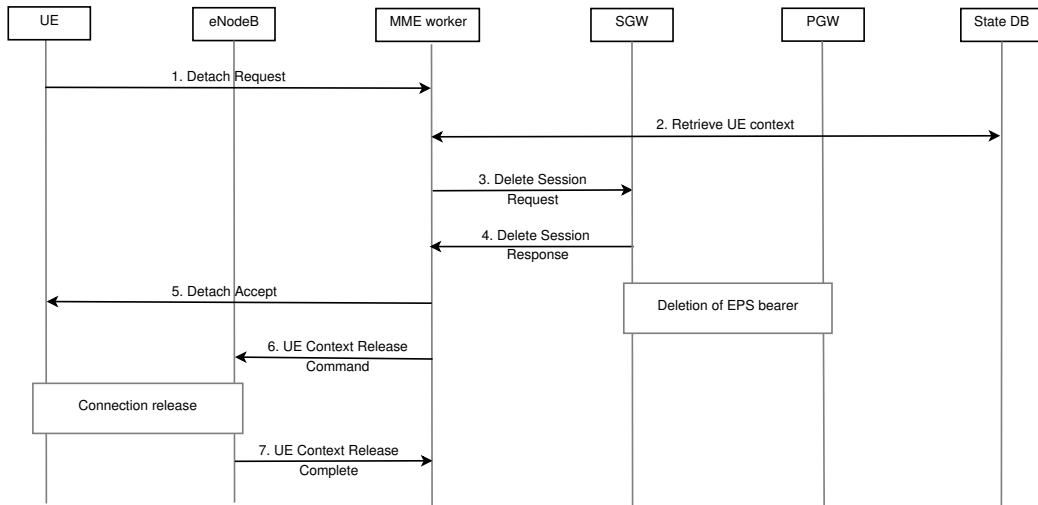 UE
eNodeB
MME worker
SGW
PGW
State DB
1. Detach Request
2. Retrieve UE context
3. Delete Session
Request
4. Delete Session
Response
5. Detach Accept
Deletion of EPS bearer
6. UE Context Release
Command
Connection release
7. UE Context Release
Complete